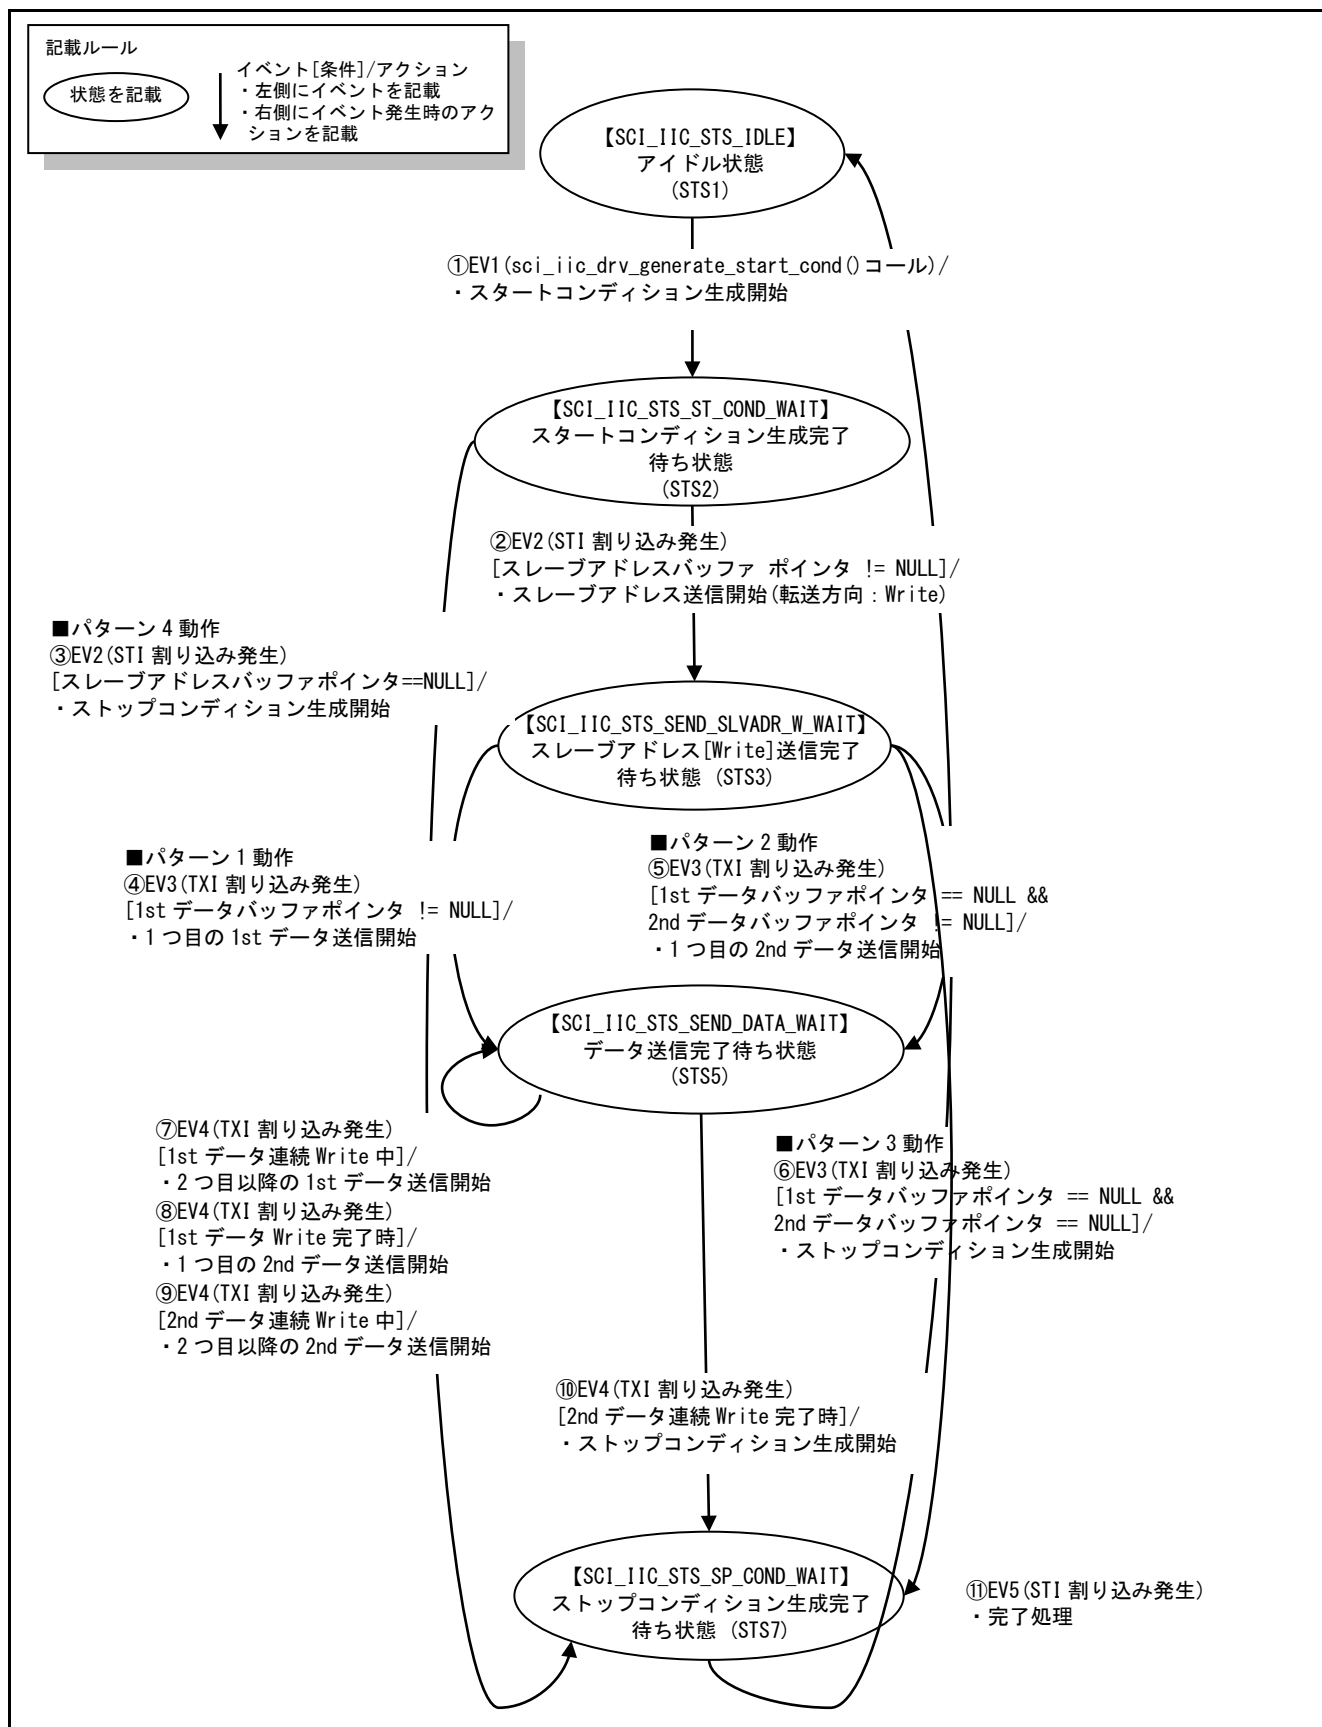 記載ルール
状態を記載
イベント[条件]/アクション
・左側にイベントを記載
・右側にイベント発生時のアク
ションを記載
【SCI_IIC_STS_IDLE】
アイドル状態
(STS1)
①EV1(sci_iic_drv_generate_start_cond()コール)/
・スタートコンディション生成開始
【SCI_IIC_STS_ST_COND_WAIT】
スタートコンディション生成完了
待ち状態
(STS2)
②EV2(STI 割り込み発生)
[スレーブアドレスバッファ ポインタ != NULL]/
・スレーブアドレス送信開始(転送方向：Write)
■パターン 4 動作
③EV2(STI 割り込み発生)
[スレーブアドレスバッファポインタ==NULL]/
・ストップコンディション生成開始
【SCI_IIC_STS_SEND_SLVADR_W_WAIT】
スレーブアドレス[Write]送信完了
待ち状態 (STS3)
■パターン 1 動作
④EV3(TXI 割り込み発生)
[1st データバッファポインタ != NULL]/
・1 つ目の 1st データ送信開始
■パターン 2 動作
⑤EV3(TXI 割り込み発生)
[1st データバッファポインタ == NULL &&
2nd データバッファポインタ != NULL]/
・1 つ目の 2nd データ送信開始
【SCI_IIC_STS_SEND_DATA_WAIT】
データ送信完了待ち状態
(STS5)
⑦EV4(TXI 割り込み発生)
[1st データ連続 Write 中]/
・2 つ目以降の 1st データ送信開始
⑧EV4(TXI 割り込み発生)
[1st データ Write 完了時]/
・1 つ目の 2nd データ送信開始
⑨EV4(TXI 割り込み発生)
[2nd データ連続 Write 中]/
・2 つ目以降の 2nd データ送信開始
■パターン 3 動作
⑥EV3(TXI 割り込み発生)
[1st データバッファポインタ == NULL &&
2nd データバッファポインタ == NULL]/
・ストップコンディション生成開始
⑩EV4(TXI 割り込み発生)
[2nd データ連続 Write 完了時]/
・ストップコンディション生成開始
【SCI_IIC_STS_SP_COND_WAIT】
ストップコンディション生成完了
待ち状態 (STS7)
⑪EV5(STI 割り込み発生)
・完了処理